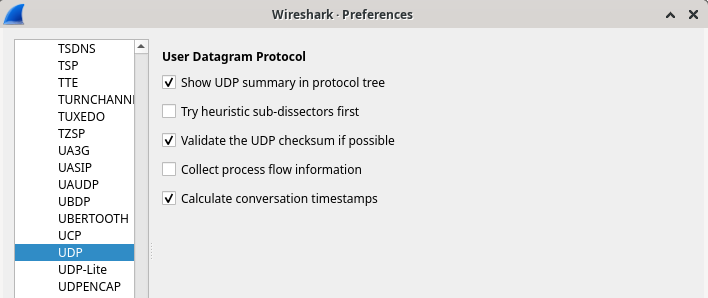 Wireshark · Preferences
TSDNS
TSP
TTE
TURNCHANN
TUXEDO
TZSP
UA3G
UASIP
UAUDP
UBDP
UBERTOOTH
UCP
UDP
UDP-Lite
UDPENCAP
User Datagram Protocol
Show UDP summary in protocol tree
Try heuristic sub-dissectors first
Validate the UDP checksum if possible
Collect process flow information
Calculate conversation timestamps